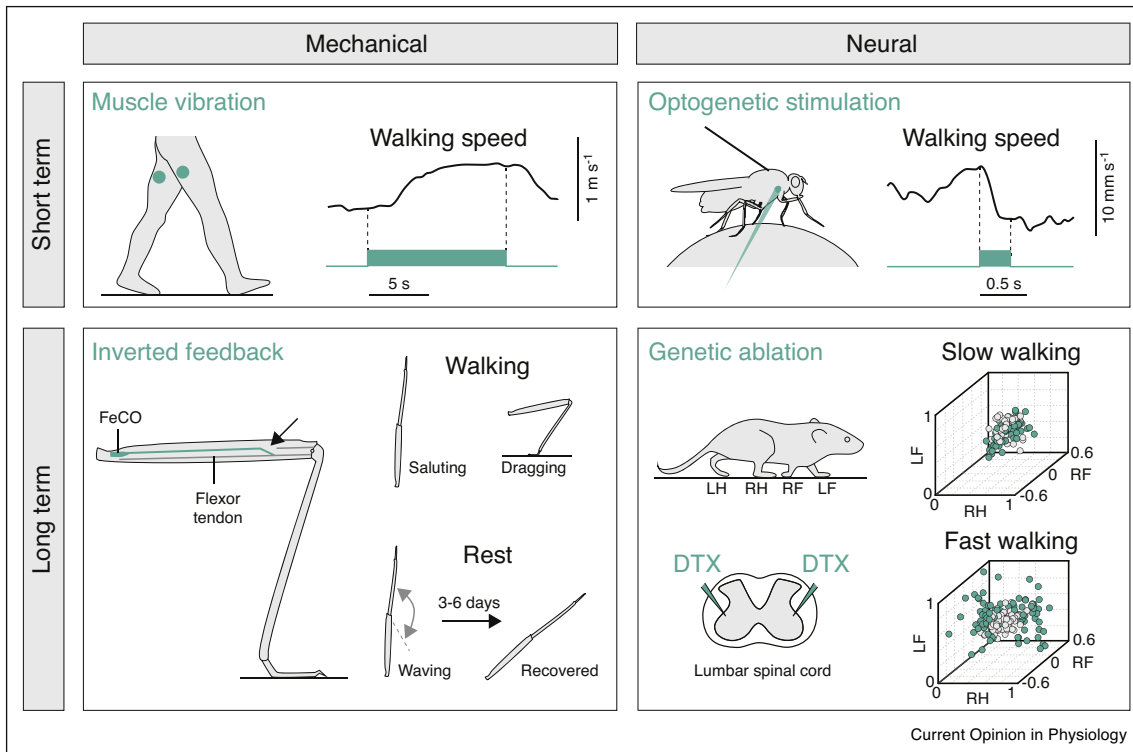 Mechanical
Neural
Short term
Muscle vibration
Walking speed
1 m s-1
5 s
Optogenetic stimulation
Walking speed
10 mm s-1
0.5 s
Long term
Inverted feedback
FeCO
Flexor
tendon
Walking
Saluting
Dragging
Rest
3-6 days
Waving
Recovered
Genetic ablation
LH RH RF LF
DTX DTX
Lumbar spinal cord
Slow walking
1
LF
0
0
RH
1
-0.6
0
RF
0.6
Fast walking
1
LF
0
0
RH
1
-0.6
0
RF
0.6
Current Opinion in Physiology